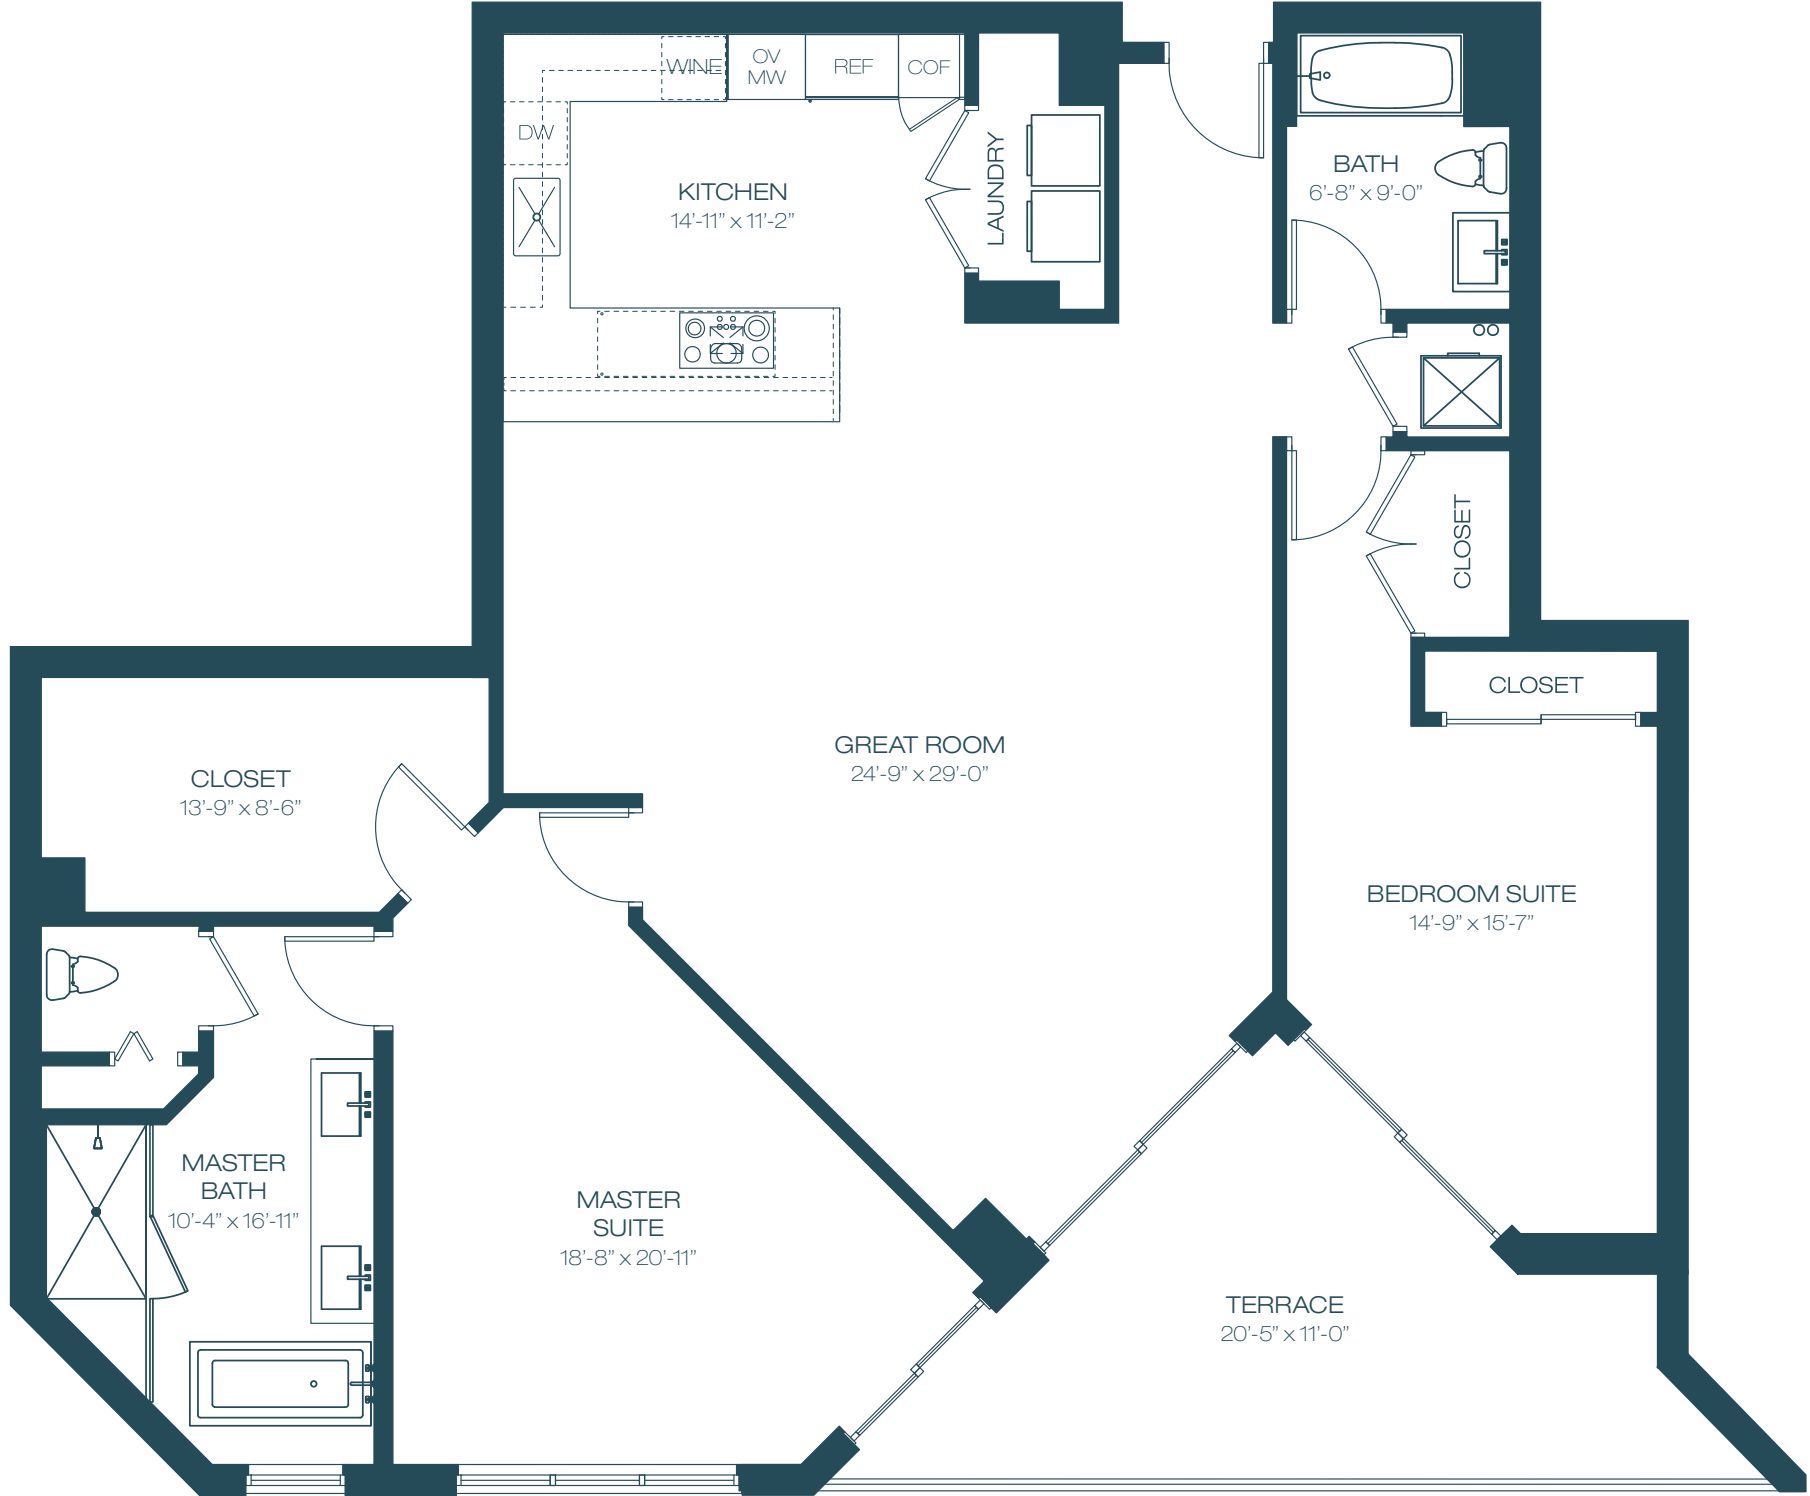 WINE
OV
MW
REF
COF
DW
KITCHEN
14'-11” x 11'-2”
LAUNDRY
BATH
6'-8” x 9'-0”
CLOSET
CLOSET
GREAT ROOM
24'-9” x 29'-0”
CLOSET
13'-9” x 8'-6”
BEDROOM SUITE
14'-9” x 15'-7”
MASTER
BATH
10'-4” x 16'-11”
MASTER
SUITE
18'-8” x 20'-11”
TERRACE
20'-5” x 11'-0”